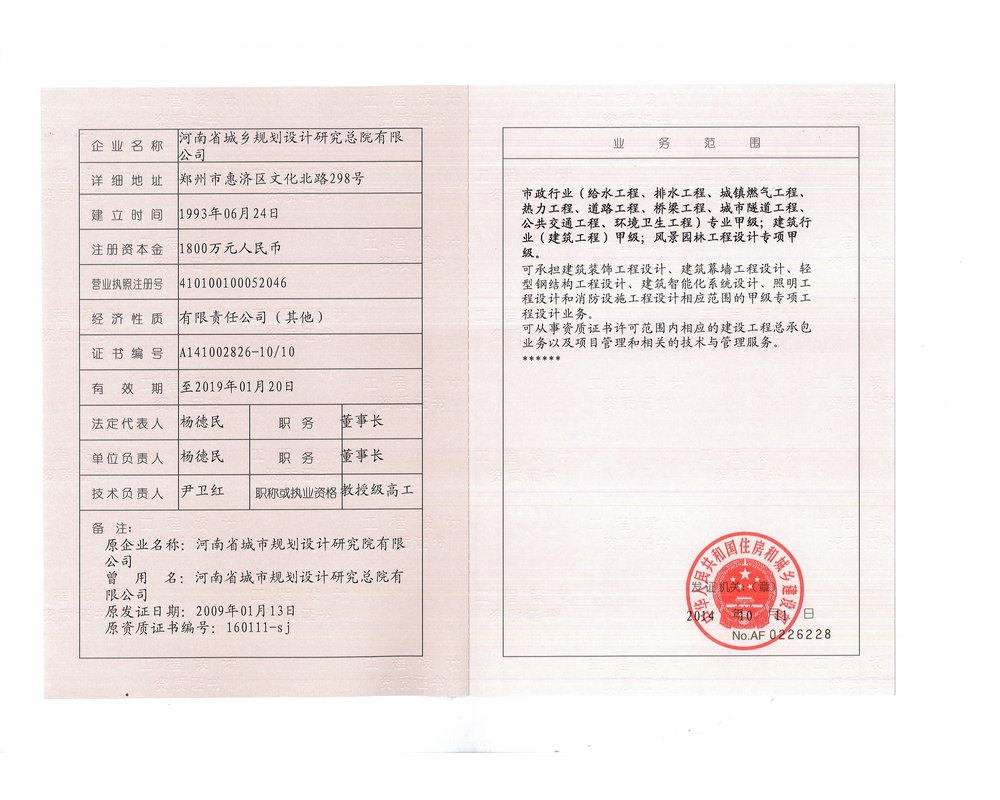 企业名称 河南省城乡规划设计研究总院有限
公司
详细地址 郑州市惠济区文化北路298号
建立时间 1993年06月24日
注册资本金 1800万元人民币
营业执照注册号 410100100052046
经济性质 有限责任公司（其他）
证书编号 A141002826-10/10
有效期 至2019年01月20日
法定代表人 杨德民 职务 董事长
单位负责人 杨德民 职务 董事长
技术负责人 尹卫红 职称或执业资格 教授级高工
备注:
原企业名称: 河南省城市规划设计研究院有限
公司
曾用名: 河南省城市规划设计研究总院有
限公司
原发证日期: 2009年01月13日
原资质证书编号: 160111-sj
业务范围
市政行业（给水工程、排水工程、城镇燃气工程、
热力工程、道路工程、桥梁工程、城市隧道工程、
公共交通工程、环境卫生工程）专业甲级；建筑行
业（建筑工程）甲级；风景园林工程设计专项甲
级。
可承担建筑装饰工程设计、建筑幕墙工程设计、轻
型钢结构工程设计、建筑智能化系统设计、照明工
程设计和消防设施工程设计相应范围的甲级专项工
程设计业务。
可从事资质证书许可范围内相应的建设工程总承包
业务以及项目管理和相关的技术与管理服务。
******
中华人民共和国住房和城乡建设部
发证机关:（章）
2014年10月11日
No.AF 0226228